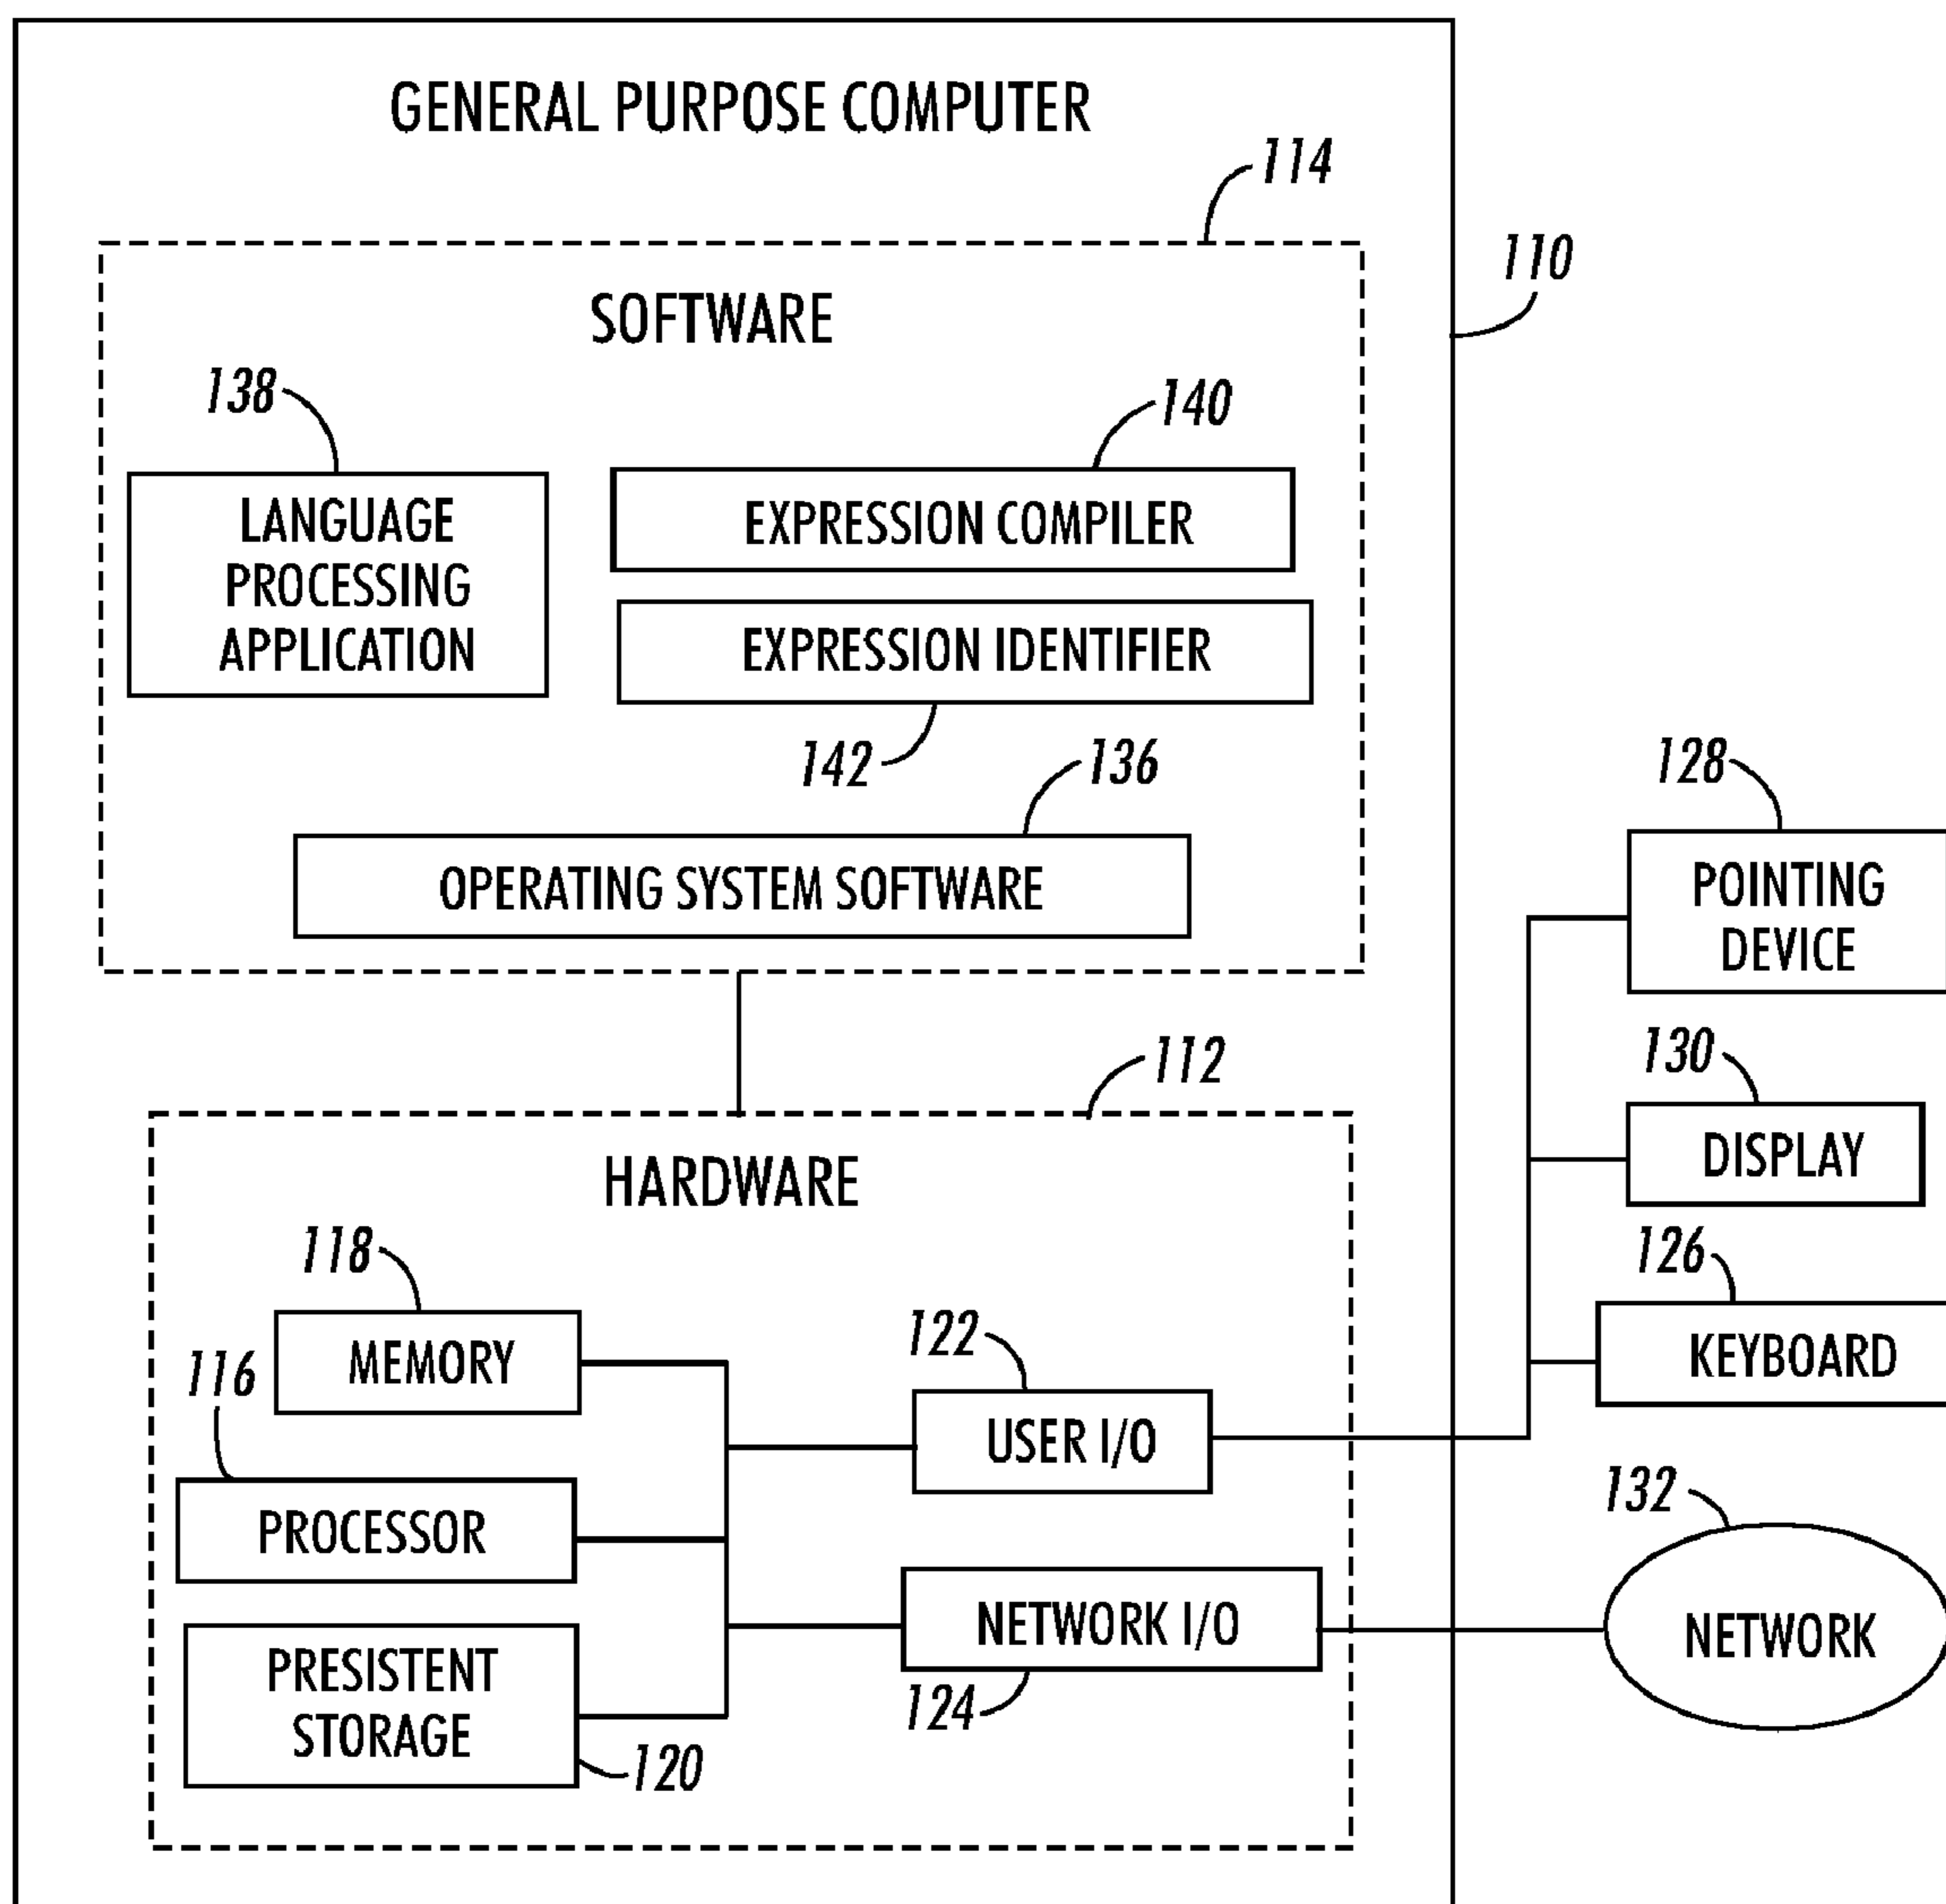 GENERAL PURPOSE COMPUTER
114
110
SOFTWARE
138
140
LANGUAGE
PROCESSING
APPLICATION
EXPRESSION COMPILER
EXPRESSION IDENTIFIER
142
136
OPERATING SYSTEM SOFTWARE
128
POINTING
DEVICE
112
130
HARDWARE
DISPLAY
118
126
MEMORY
122
KEYBOARD
116
USER I/O
PROCESSOR
132
NETWORK I/O
NETWORK
PRESISTENT
STORAGE
124
120